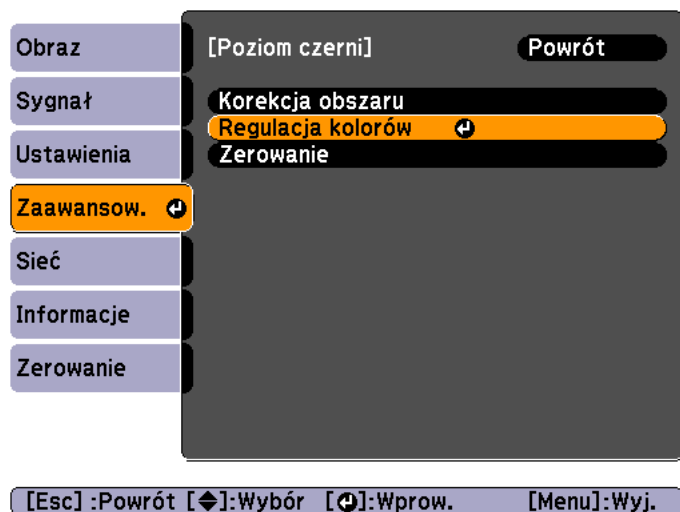 Obraz
Sygnał
Ustawienia
Zaawansow.
Sieć
Informacje
Zerowanie
[Poziom czerni] Powrót
Korekcja obszaru
Regulacja kolorów
Zerowanie
[Esc] :Powrót [◆]:Wybór [↵]:Wprow. [Menu]:Wyj.